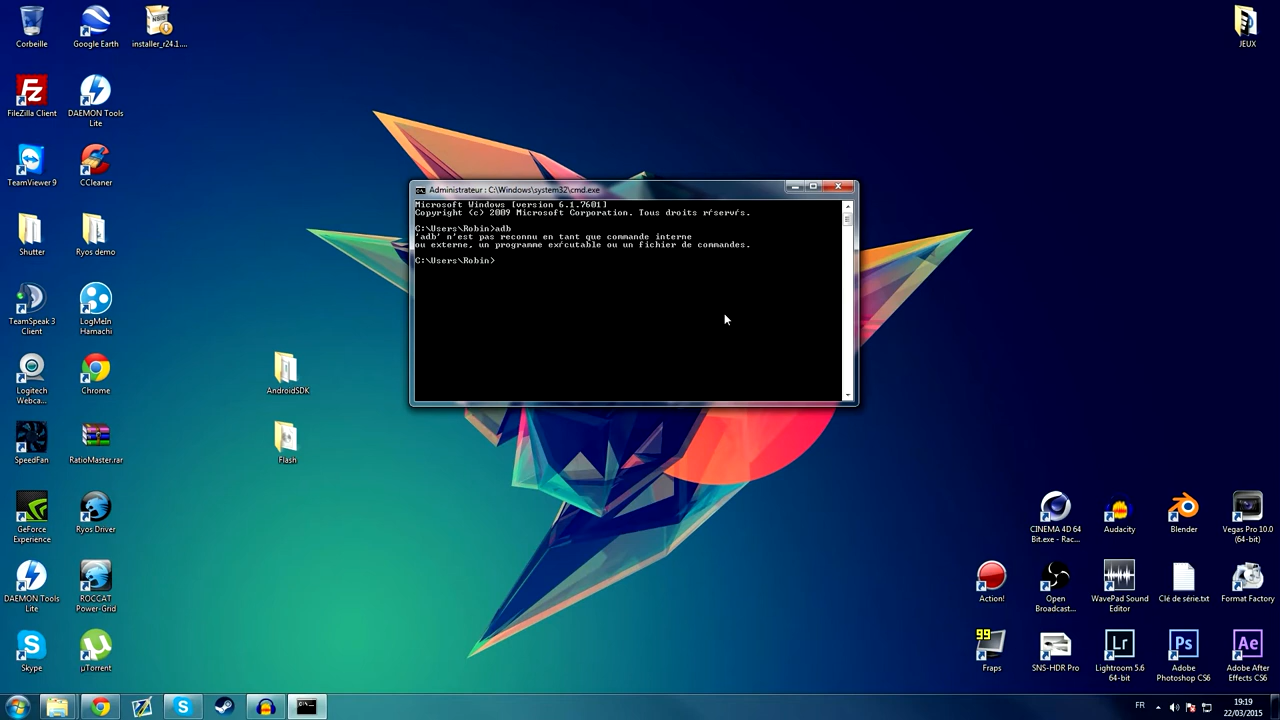 Corbeille
Google Earth
installer_r24.1....
JEUX
FileZilla Client
DAEMON Tools
Lite
TeamViewer 9
CCleaner
Administrateur : C:\Windows\system32\cmd.exe
Microsoft Windows [version 6.1.7601]
Copyright (c) 2009 Microsoft Corporation. Tous droits rŕservŕs.
C:\Users\Robin>adb
'adb' n'est pas reconnu en tant que commande interne
ou externe, un programme exŕcutable ou un fichier de commandes.
C:\Users\Robin>
Shutter
Ryos demo
TeamSpeak 3
Client
LogMeIn
Hamachi
Logitech
Webca...
Chrome
AndroidSDK
SpeedFan
RatioMaster.rar
Flash
GeForce
Experience
Ryos Driver
CINEMA 4D 64
Bit.exe - Rac...
Audacity
Blender
Vegas Pro 10.0
(64-bit)
DAEMON Tools
Lite
ROCCAT
Power-Grid
Action!
Open
Broadcast...
WavePad Sound
Editor
Clé de série.txt
Format Factory
Skype
µTorrent
99
Fraps
SNS-HDR Pro
Lr
Lightroom 5.6
64-bit
Ps
Adobe
Photoshop CS6
Ae
Adobe After
Effects CS6
FR
19:19
22/03/2015